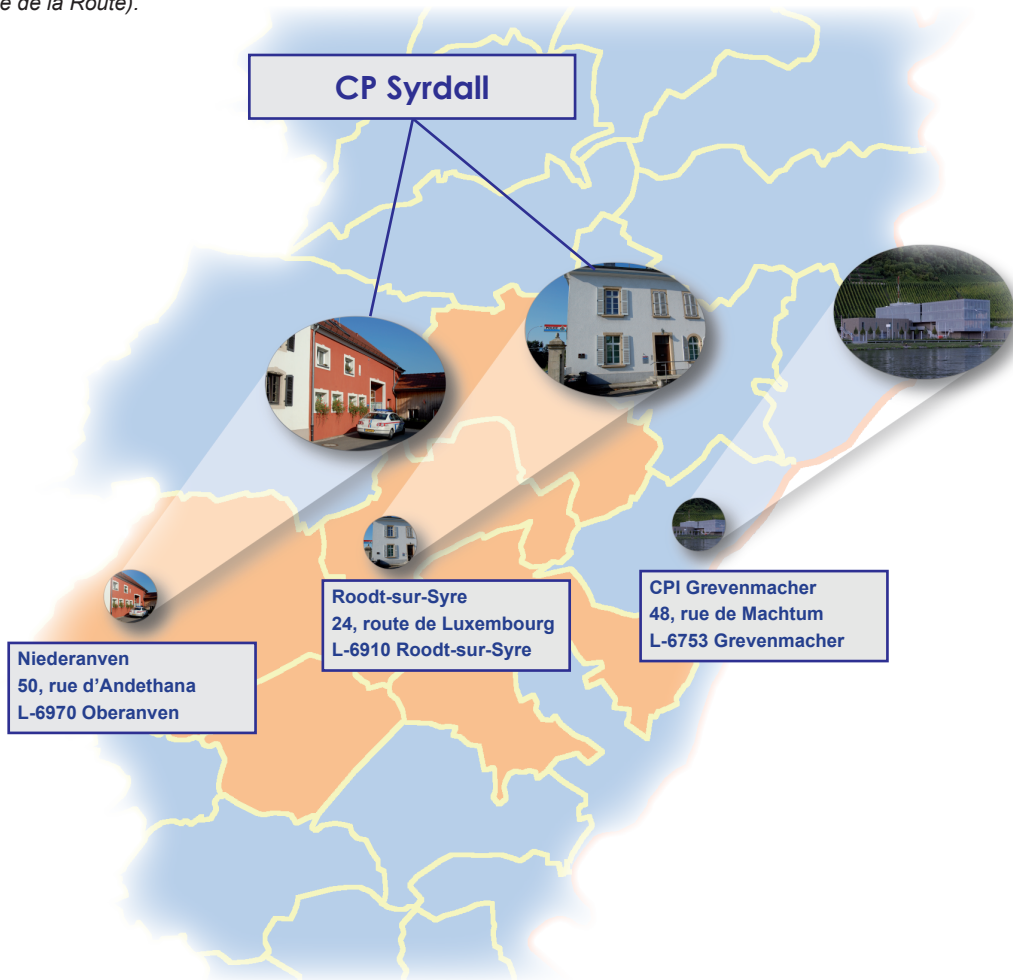 e de la Route).
CP Syrdall
Roodt-sur-Syre
24, route de Luxembourg
L-6910 Roodt-sur-Syre
CPI Grevenmacher
48, rue de Machtum
L-6753 Grevenmacher
Niederanven
50, rue d'Andethana
L-6970 Oberanven